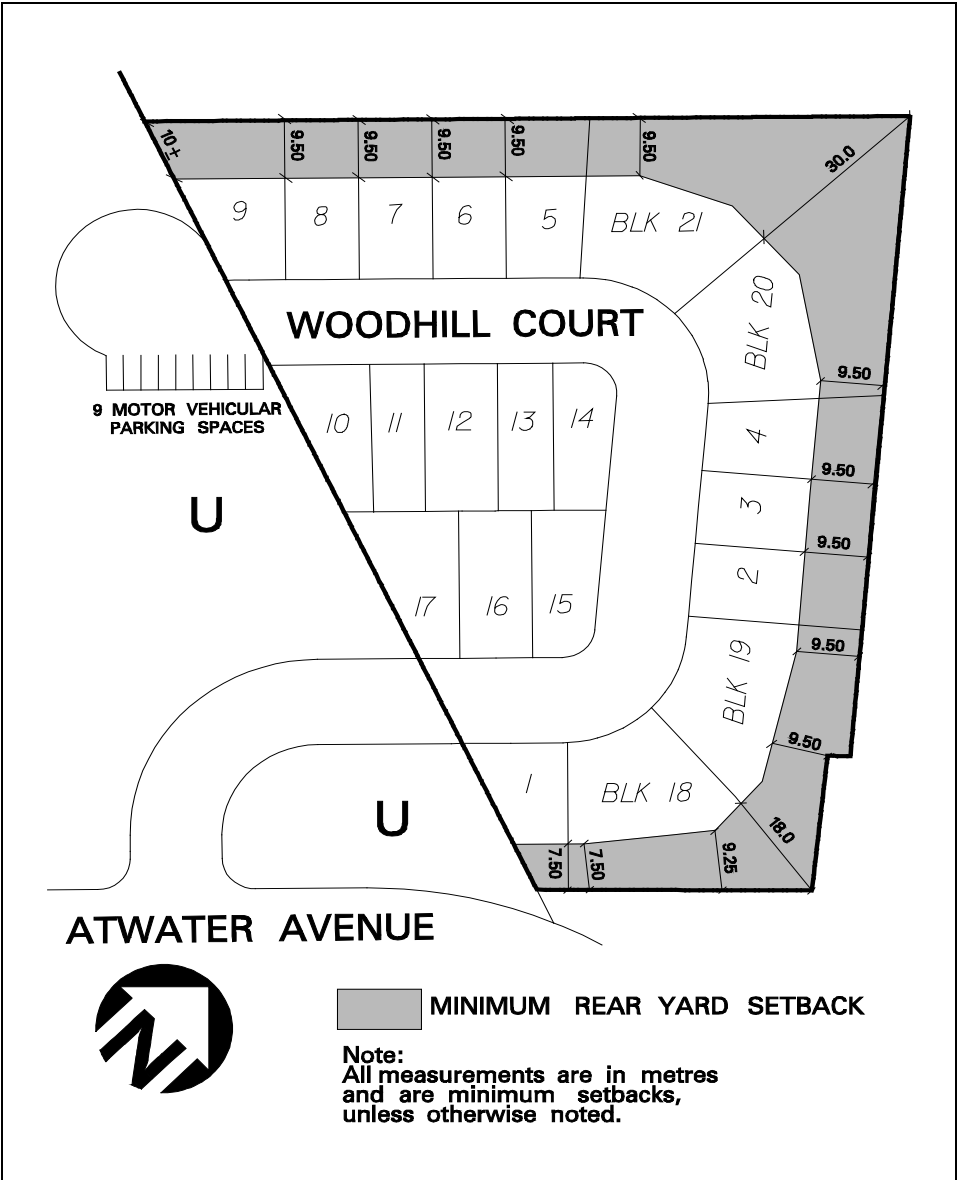 10±
9.50
9.50
9.50
9.50
9.50
30.0
9
8
7
6
5
BLK 21
WOODHILL COURT
BLK 20
9.50
9 MOTOR VEHICULAR
PARKING SPACES
10
11
12
13
14
4
9.50
U
3
9.50
2
17
16
15
9.50
BLK 19
9.50
1
BLK 18
U
18.0
7.50
7.50
9.25
ATWATER AVENUE
N
MINIMUM REAR YARD SETBACK
Note:
All measurements are in metres
and are minimum setbacks,
unless otherwise noted.